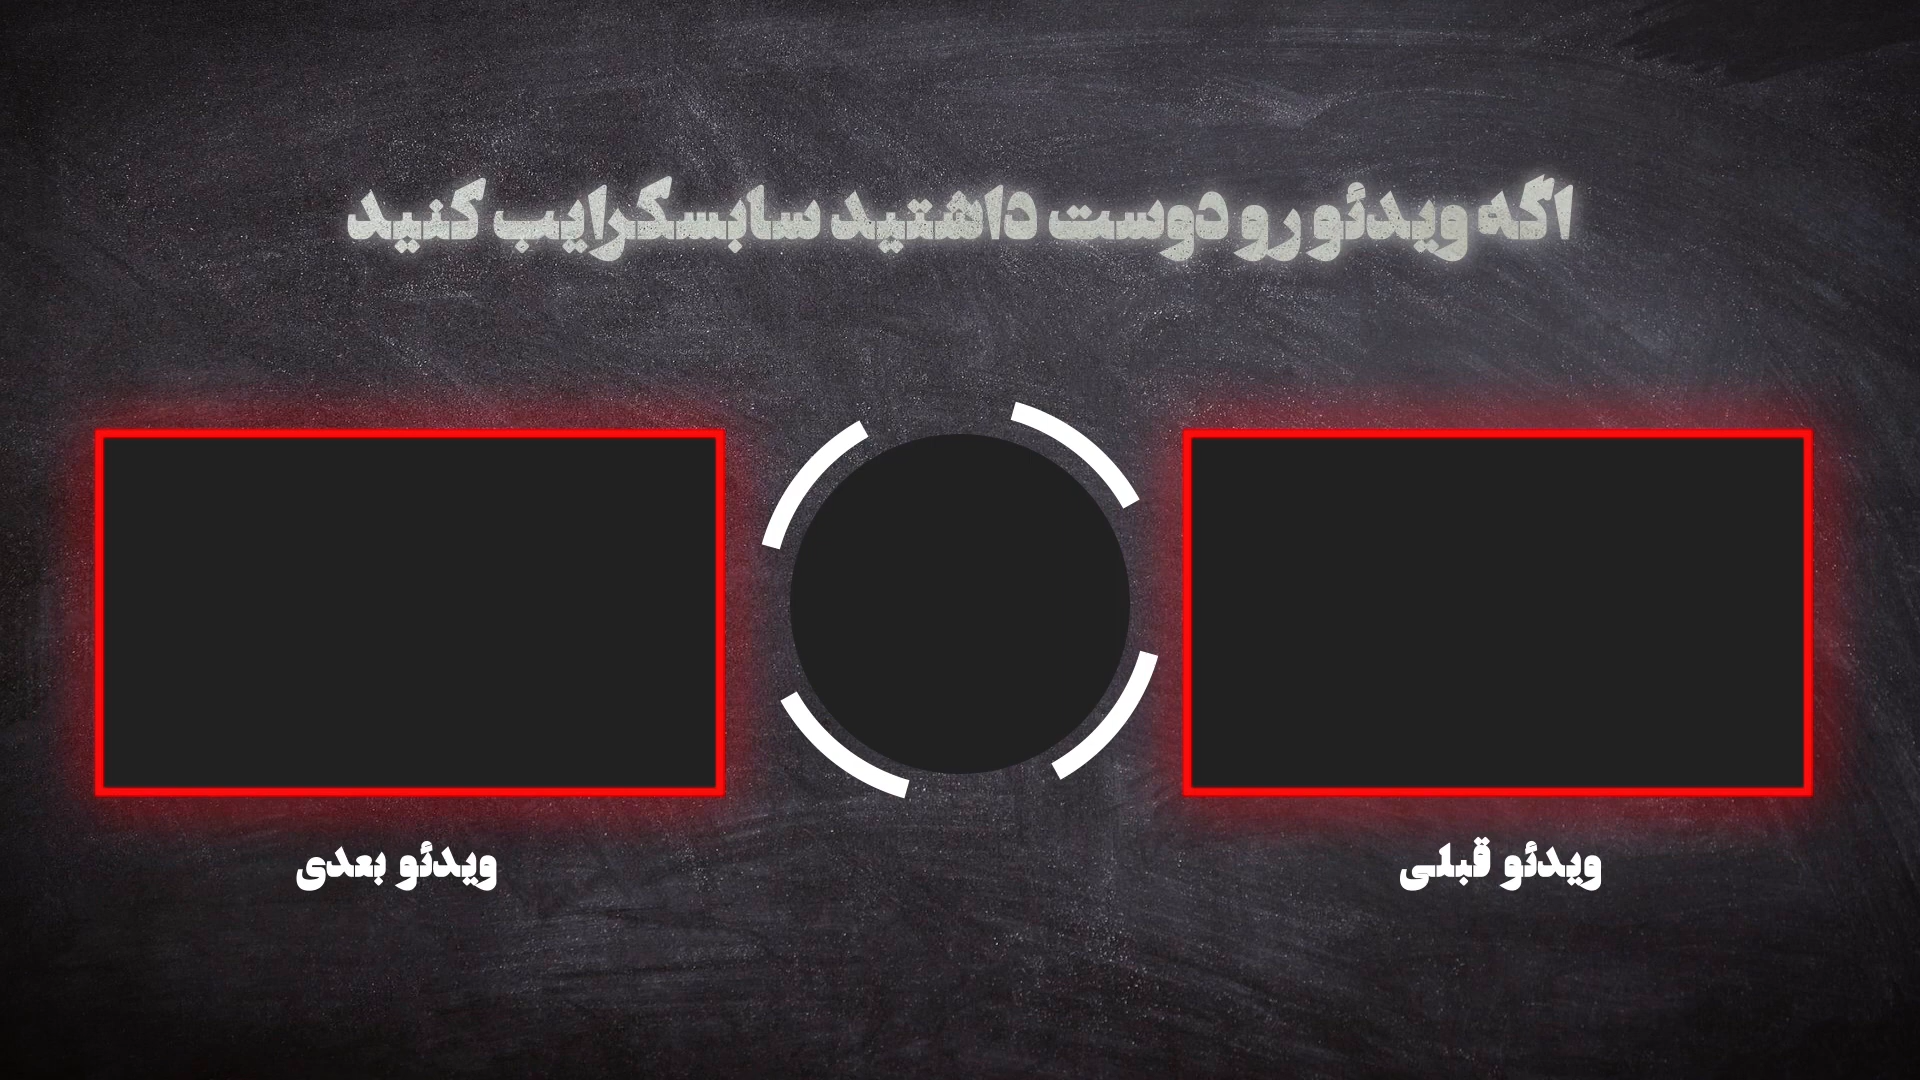 اگه ویدئو رو دوست داشتید سابسکرایب کنید
ویدئو قبلی
ویدئو بعدی